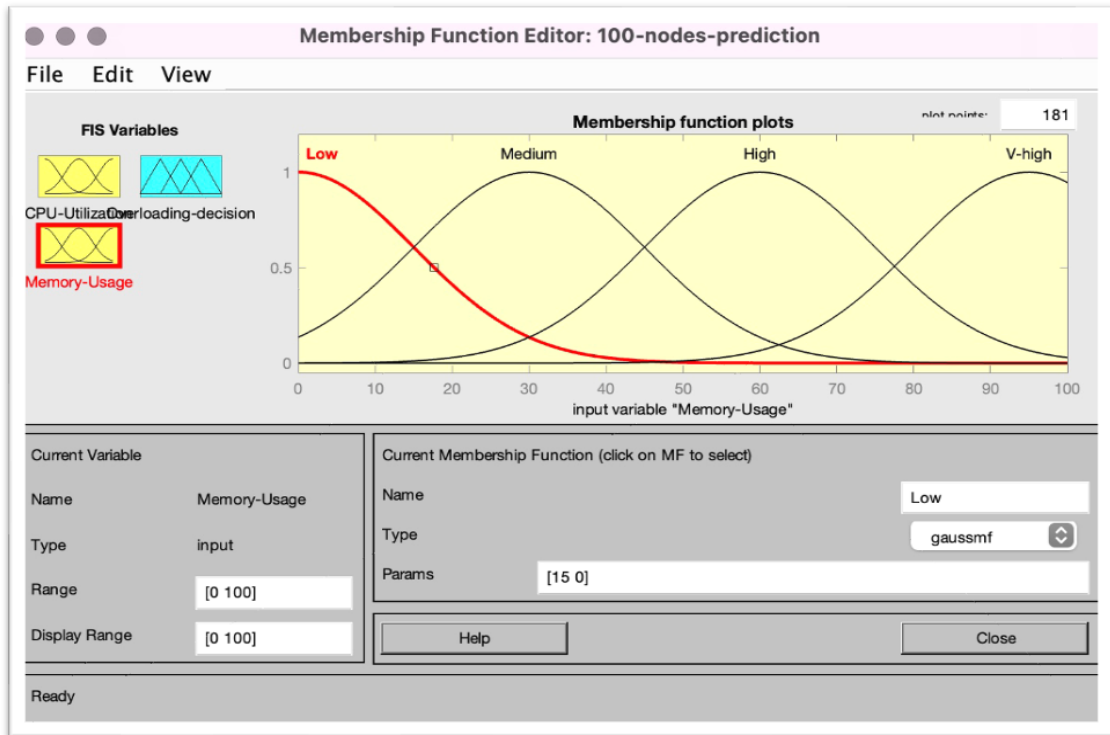 Membership Function Editor: 100-nodes-prediction
File Edit View
FIS Variables
CPU-Utilization
Overloading-decision
Memory-Usage
Membership function plots
plot points: 181
Low Medium High V-high
1
0.5
0
0 10 20 30 40 50 60 70 80 90 100
input variable "Memory-Usage"
Current Variable
Name Memory-Usage
Type input
Range [0 100]
Display Range [0 100]
Current Membership Function (click on MF to select)
Name Low
Type gaussmf
Params [15 0]
Help Close
Ready